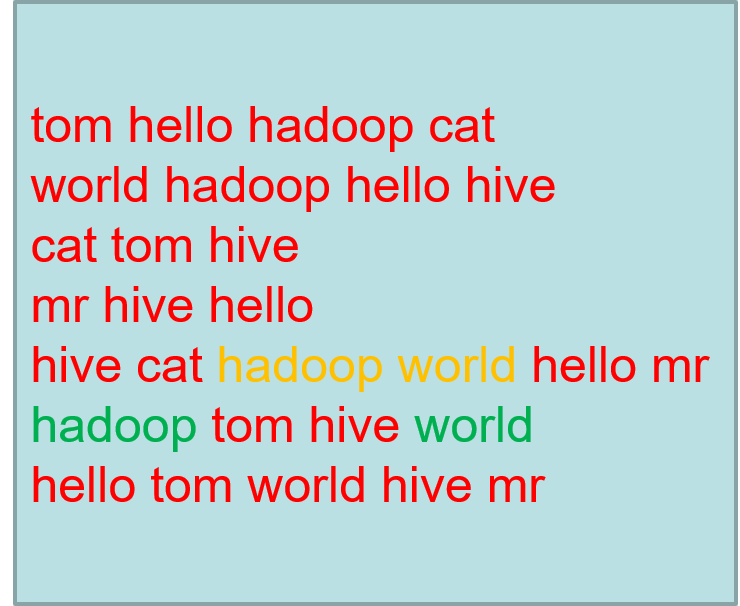 tom hello hadoop cat
world hadoop hello hive
cat tom hive
mr hive hello
hive cat hadoop world hello mr
hadoop tom hive world
hello tom world hive mr